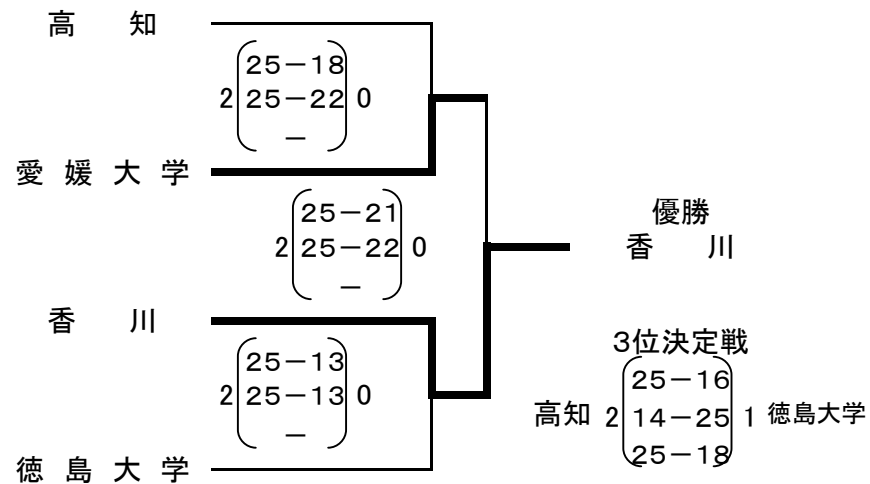 高　知
25－18
2 25－22 0
－
愛媛大学
25－21
2 25－22 0
－
優勝
香　川
香　川
25－13
2 25－13 0
－
徳島大学
3位決定戦
25－16
高知 2 14－25 1 徳島大学
25－18